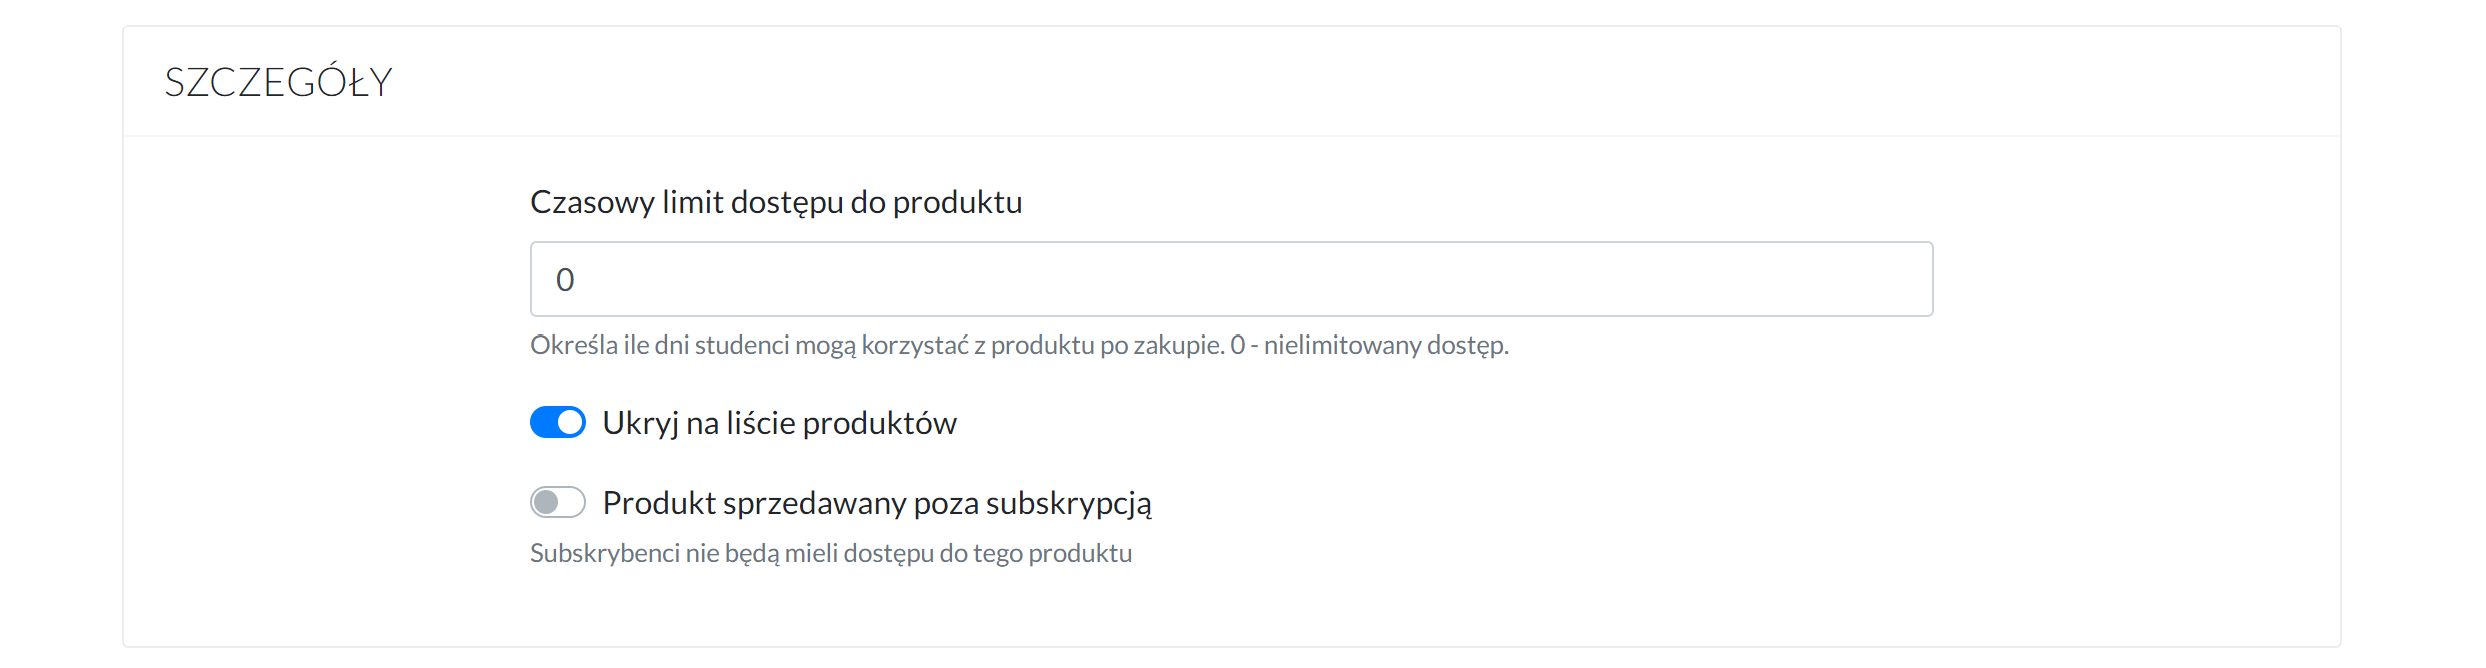 SZCZEGÓŁY
Czasowy limit dostępu do produktu
0
Określa ile dni studenci mogą korzystać z produktu po zakupie. 0 - nielimitowany dostęp.
Ukryj na liście produktów
Produkt sprzedawany poza subskrypcją
Subskrybenci nie będą mieli dostępu do tego produktu